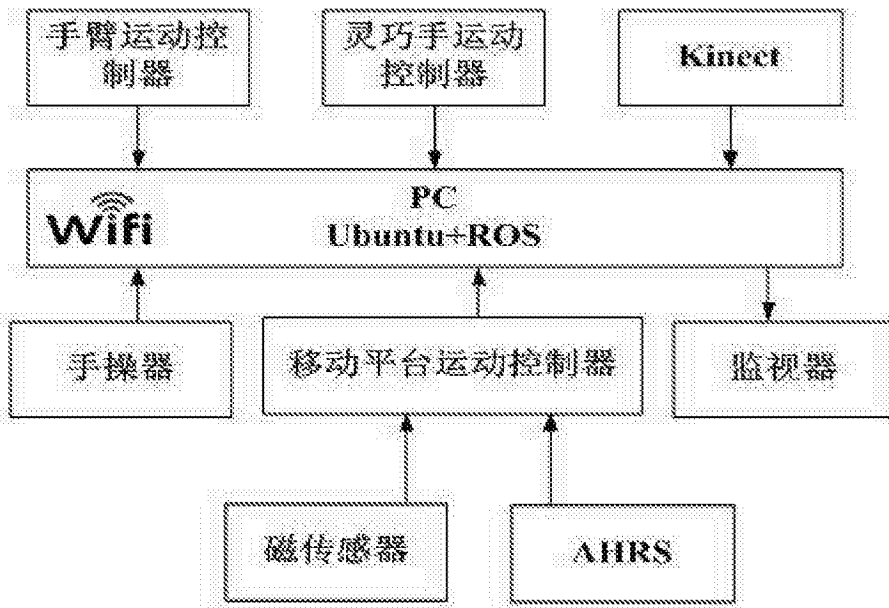 手臂运动控
制器
灵巧手运动
控制器
Kinect
Wifi
PC
Ubuntu+ROS
手操器
移动平台运动控制器
监视器
磁传感器
AHRS